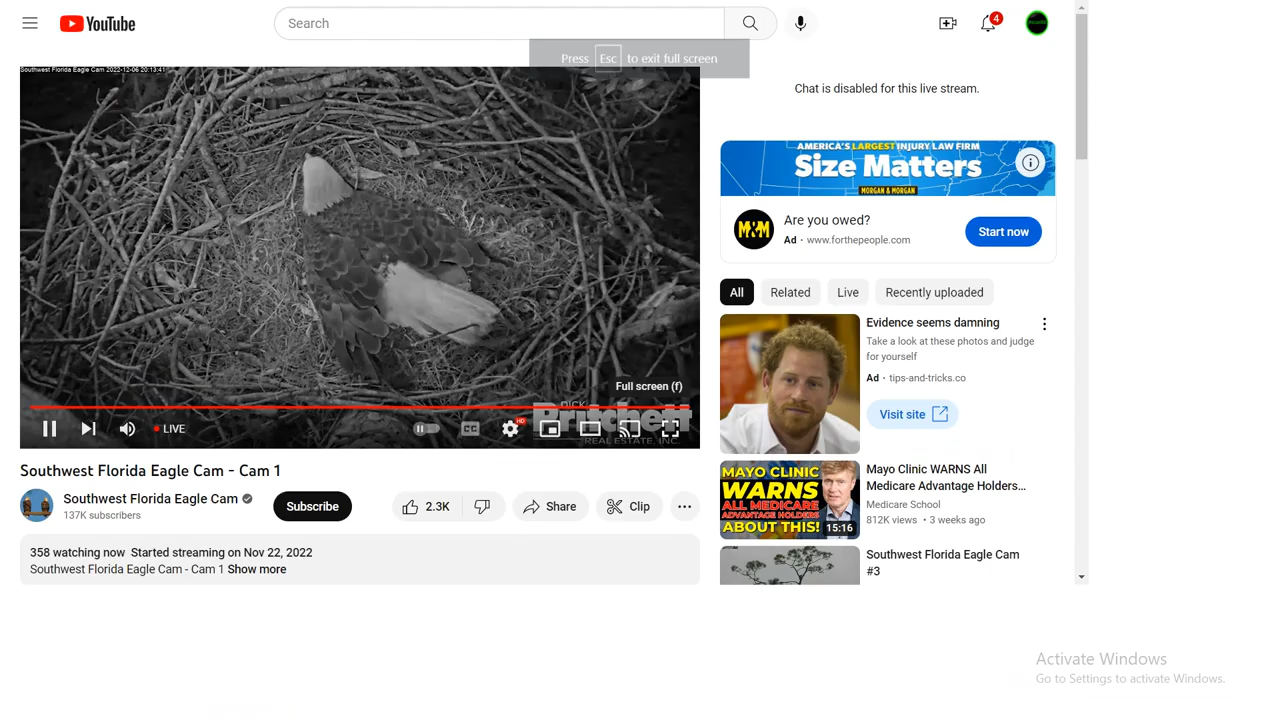 YouTube
Search
4
Press Esc to exit full screen
Southwest Florida Eagle Cam 2022-12-06 20:13:41
Full screen (f)
DICK
Pritchett
REAL ESTATE, INC.
LIVE
CC
HD
Southwest Florida Eagle Cam - Cam 1
Southwest Florida Eagle Cam
137K subscribers
Subscribe
2.3K
Share
Clip
358 watching now Started streaming on Nov 22, 2022
Southwest Florida Eagle Cam - Cam 1 Show more
Chat is disabled for this live stream.
AMERICA'S LARGEST INJURY LAW FIRM
Size Matters
MORGAN & MORGAN
M&M
Are you owed?
Ad · www.forthepeople.com
Start now
All
Related
Live
Recently uploaded
Evidence seems damning
Take a look at these photos and judge
for yourself
Ad · tips-and-tricks.co
Visit site
MAYO CLINIC
WARNS
ALL MEDICARE
ADVANTAGE HOLDERS
ABOUT THIS!
15:16
Mayo Clinic WARNS All
Medicare Advantage Holders...
Medicare School
812K views · 3 weeks ago
Southwest Florida Eagle Cam
#3
Activate Windows
Go to Settings to activate Windows.